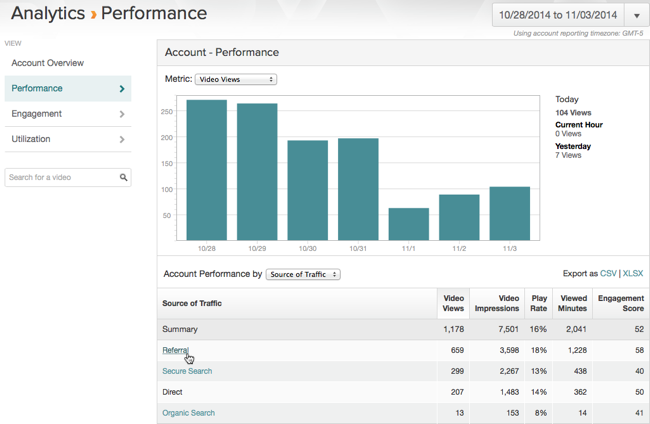 Analytics › Performance
10/28/2014 to 11/03/2014
Using account reporting timezone: GMT-5
VIEW
Account Overview
Performance
Engagement
Utilization
Search for a video
Account - Performance
Metric: Video Views
250
200
150
100
50
10/28 10/29 10/30 10/31 11/1 11/2 11/3
Today
104 Views
Current Hour
0 Views
Yesterday
7 Views
Account Performance by Source of Traffic
Export as CSV | XLSX
Source of Traffic Video Views Video Impressions Play Rate Viewed Minutes Engagement Score
Summary 1,178 7,501 16% 2,041 52
Referral 659 3,598 18% 1,228 58
Secure Search 299 2,267 13% 438 40
Direct 207 1,483 14% 362 50
Organic Search 13 153 8% 14 41